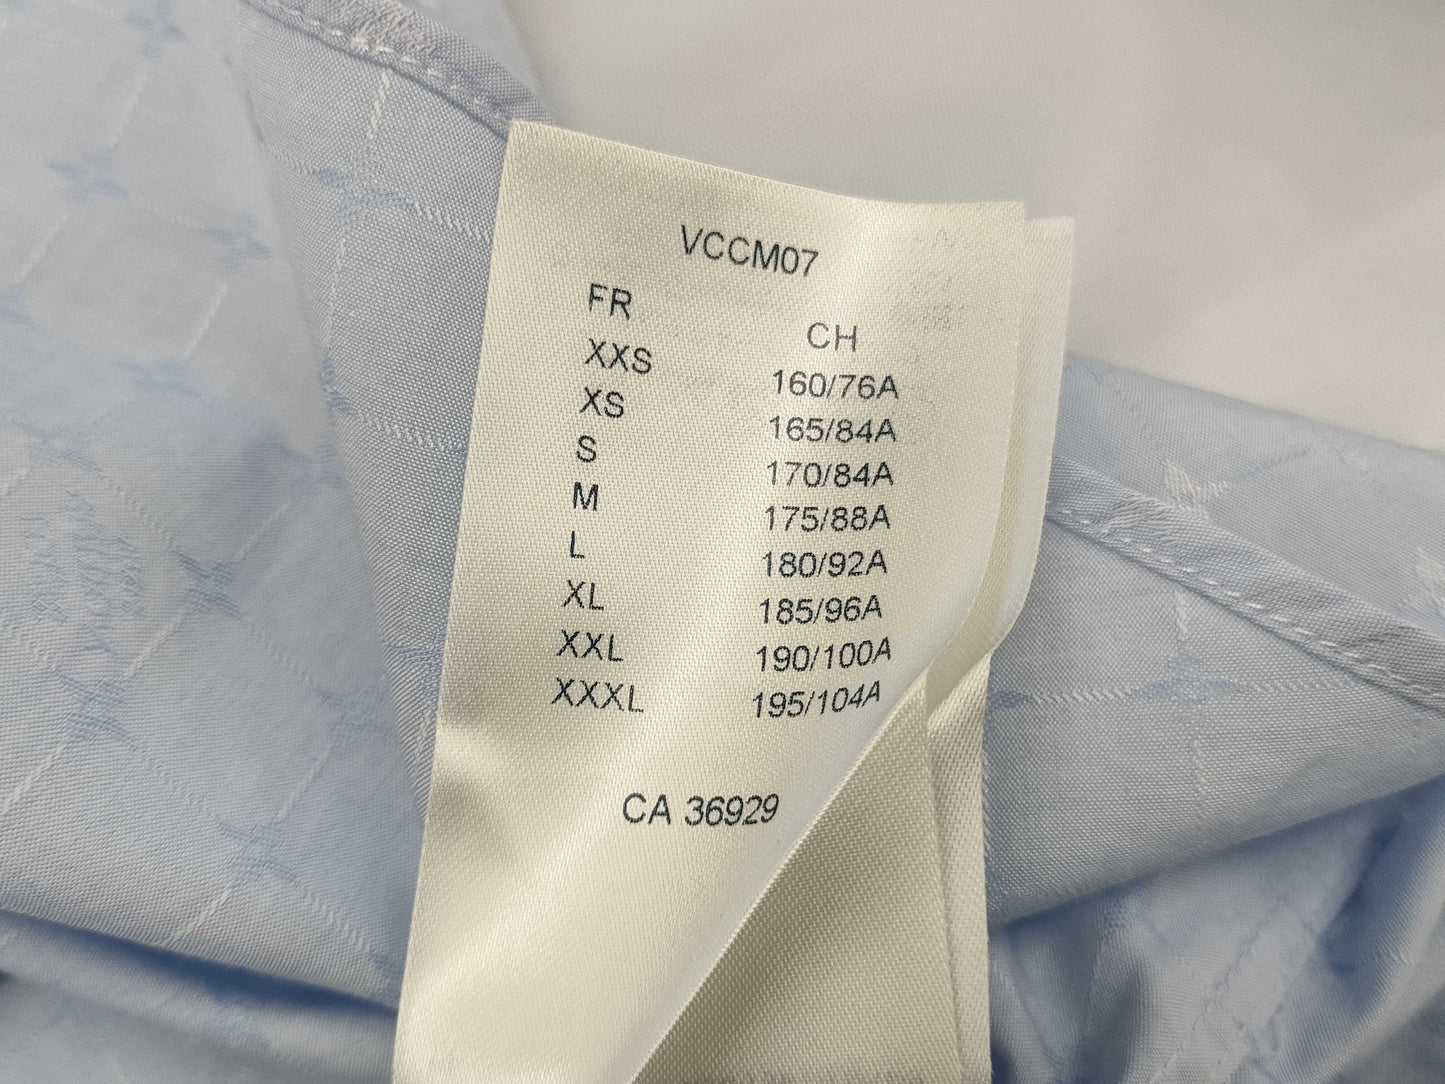 VCCM07
FR CH
XXS 160/76A
XS 165/84A
S 170/84A
M 175/88A
L 180/92A
XL 185/96A
XXL 190/100A
XXXL 195/104A
CA 36929